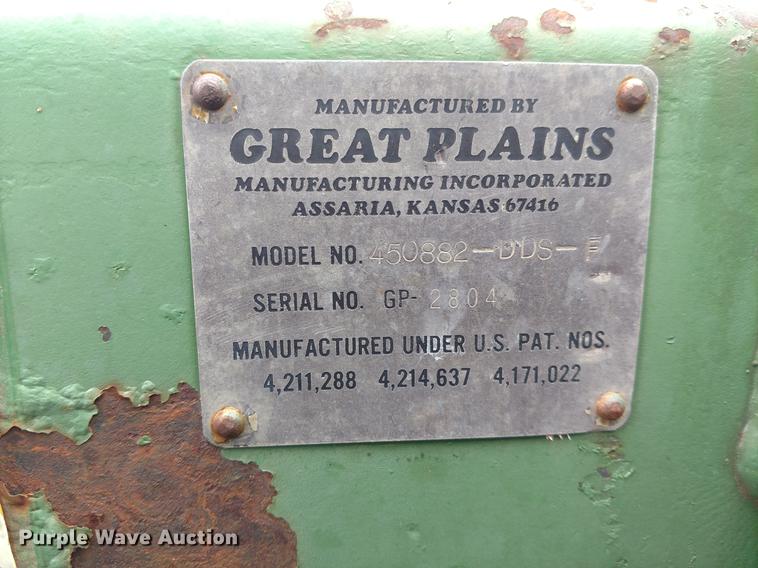 MANUFACTURED BY
GREAT PLAINS
MANUFACTURING INCORPORATED
ASSARIA, KANSAS 67416
MODEL NO. 450882-DDS-F
SERIAL NO. GP-2804
MANUFACTURED UNDER U.S. PAT. NOS.
4,211,288 4,214,637 4,171,022
Purple Wave Auction